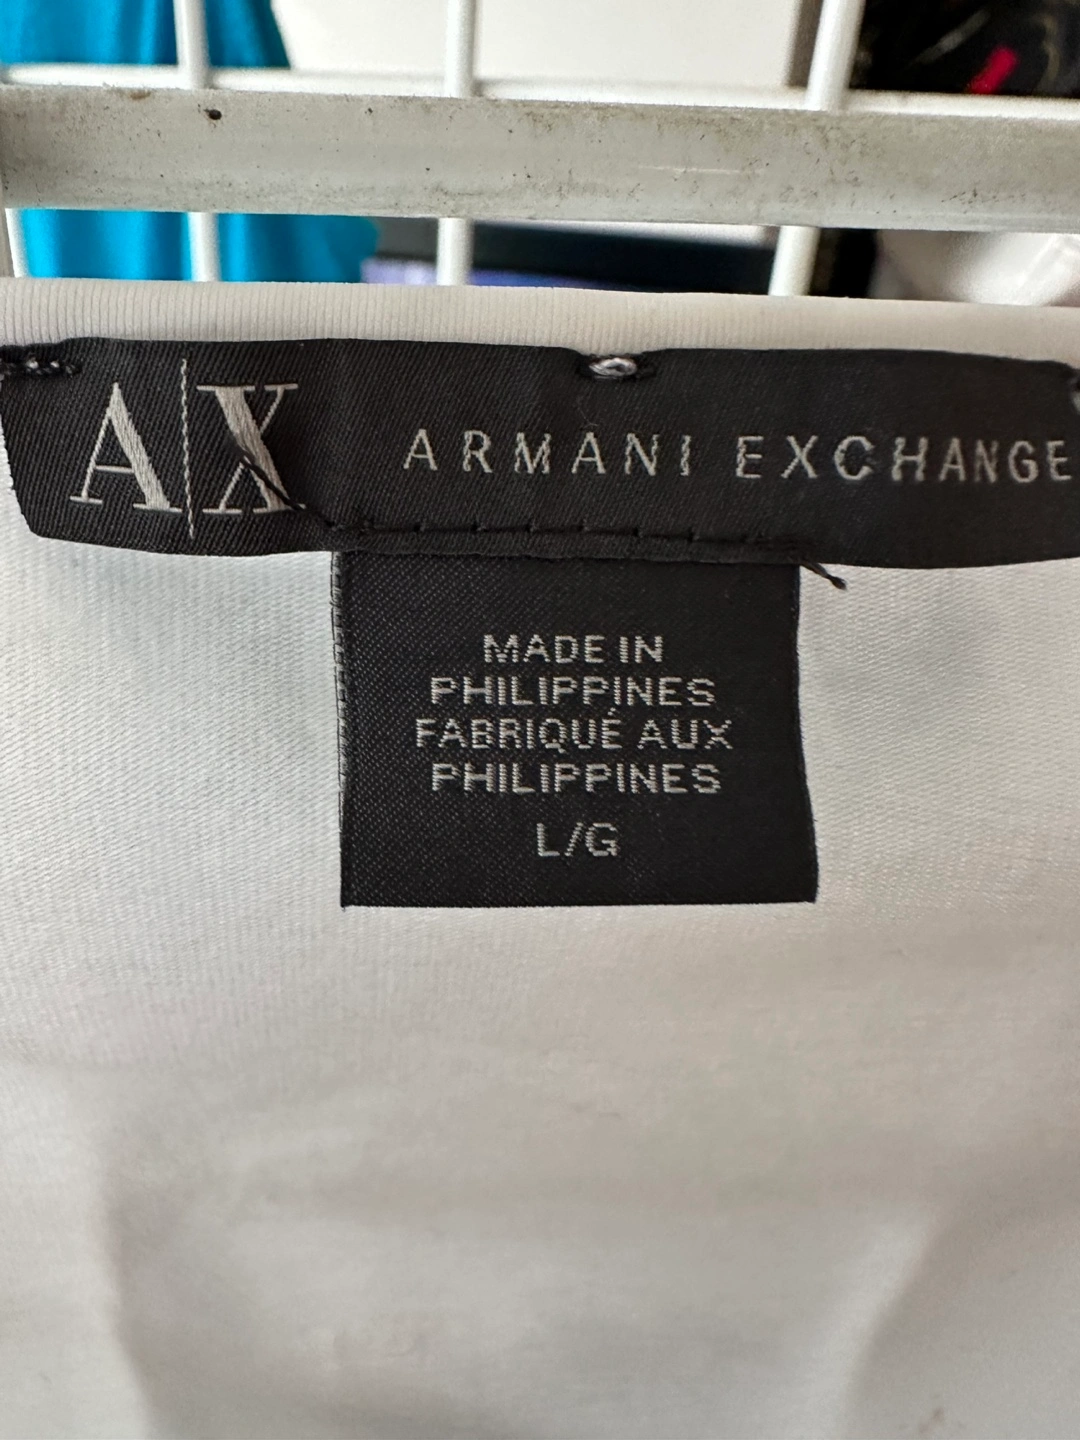 A|X ARMANI EXCHANGE
MADE IN
PHILIPPINES
FABRIQUÉ AUX
PHILIPPINES
L/G